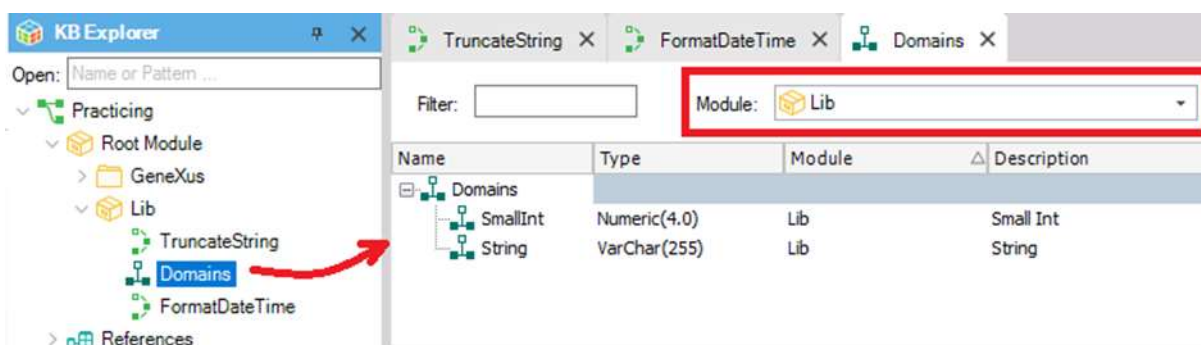 KB Explorer
Open: Name or Pattern ...
Practicing
Root Module
GeneXus
Lib
TruncateString
Domains
FormatDateTime
References
TruncateString FormatDateTime Domains
Filter: Module: Lib
Name Type Module Description
Domains
SmallInt Numeric(4.0) Lib Small Int
String VarChar(255) Lib String